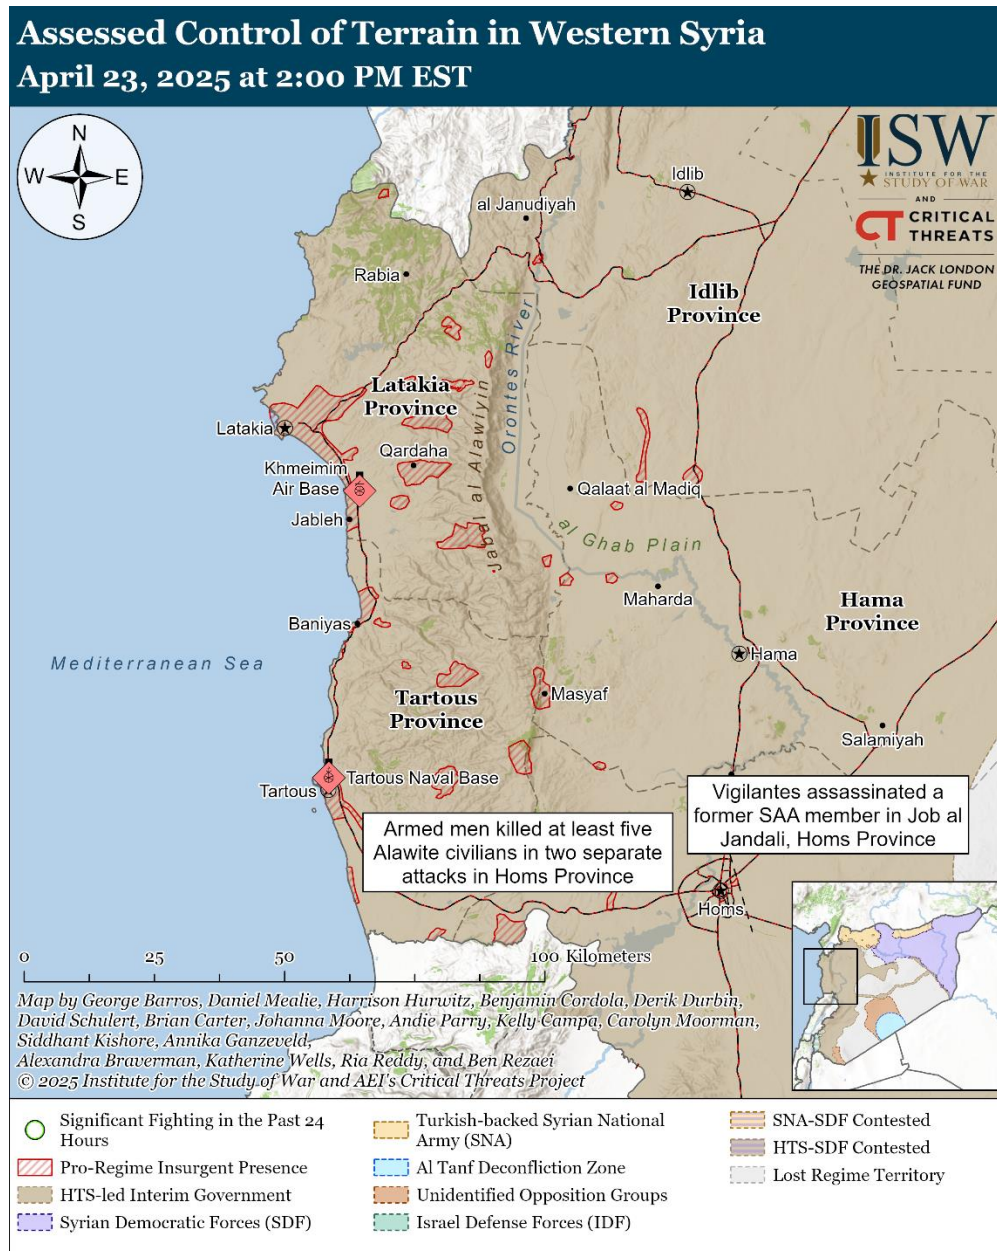 Assessed Control of Terrain in Western Syria
April 23, 2025 at 2:00 PM EST
N
W
E
S
ISW
INSTITUTE FOR THE
STUDY OF WAR
AND
CT CRITICAL
THREATS
THE DR. JACK LONDON
GEOSPATIAL FUND
Idlib
al Janudiyah
Rabia
Idlib
Province
Orontes River
Latakia
Province
Jabal al Alawiyin
Latakia
Qardaha
Khmeimim
Air Base
Qalaat al Madiq
Jableh
al Ghab Plain
Maharda
Hama
Province
Baniyas
Mediterranean Sea
Hama
Tartous
Province
Masyaf
Salamiyah
Tartous Naval Base
Tartous
Vigilantes assassinated a
former SAA member in Job al
Jandali, Homs Province
Armed men killed at least five
Alawite civilians in two separate
attacks in Homs Province
Homs
0
25
50
100 Kilometers
Map by George Barros, Daniel Mealie, Harrison Hurwitz, Benjamin Cordola, Derik Durbin,
David Schulert, Brian Carter, Johanna Moore, Andie Parry, Kelly Campa, Carolyn Moorman,
Siddhant Kishore, Annika Ganzeveld,
Alexandra Braverman, Katherine Wells, Ria Reddy, and Ben Rezaei
© 2025 Institute for the Study of War and AEI's Critical Threats Project
Significant Fighting in the Past 24
Hours
Pro-Regime Insurgent Presence
HTS-led Interim Government
Syrian Democratic Forces (SDF)
Turkish-backed Syrian National
Army (SNA)
Al Tanf Deconfliction Zone
Unidentified Opposition Groups
Israel Defense Forces (IDF)
SNA-SDF Contested
HTS-SDF Contested
Lost Regime Territory